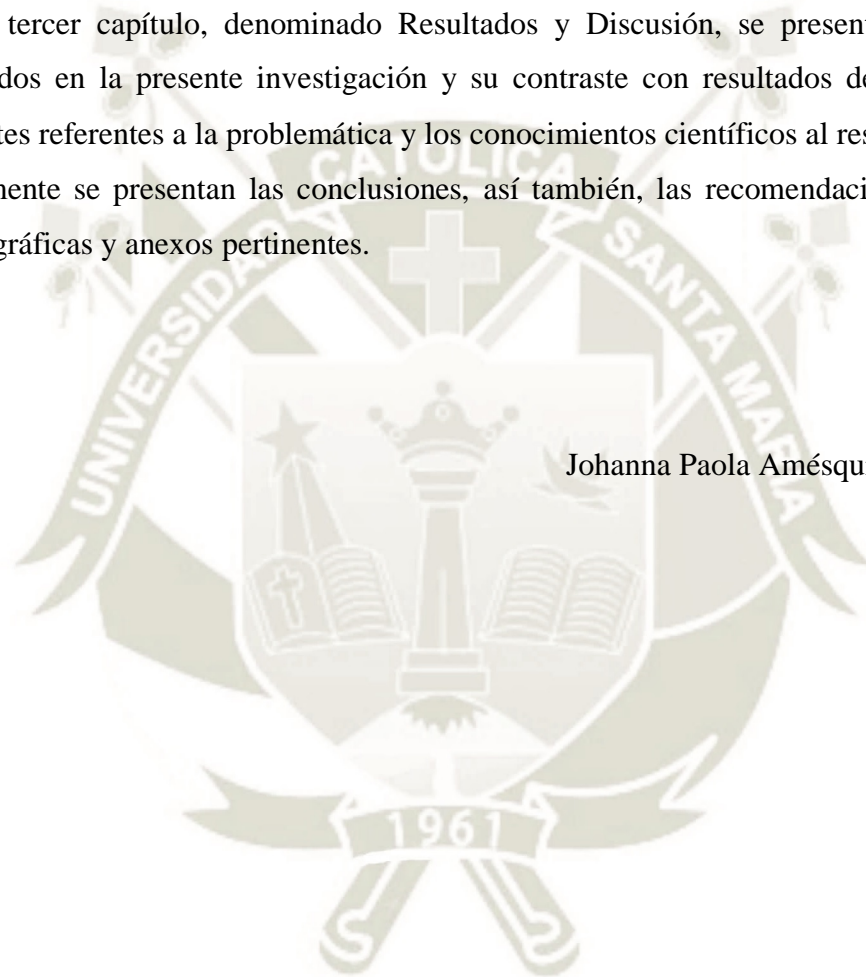 tercer capítulo, denominado Resultados y Discusión, se present
dos en la presente investigación y su contraste con resultados de
tes referentes a la problemática y los conocimientos científicos al res
mente se presentan las conclusiones, así también, las recomendaci
gráficas y anexos pertinentes.
UNIVERSIDAD CATOLICA SANTA MARIA
Johanna Paola Amésqu
1961